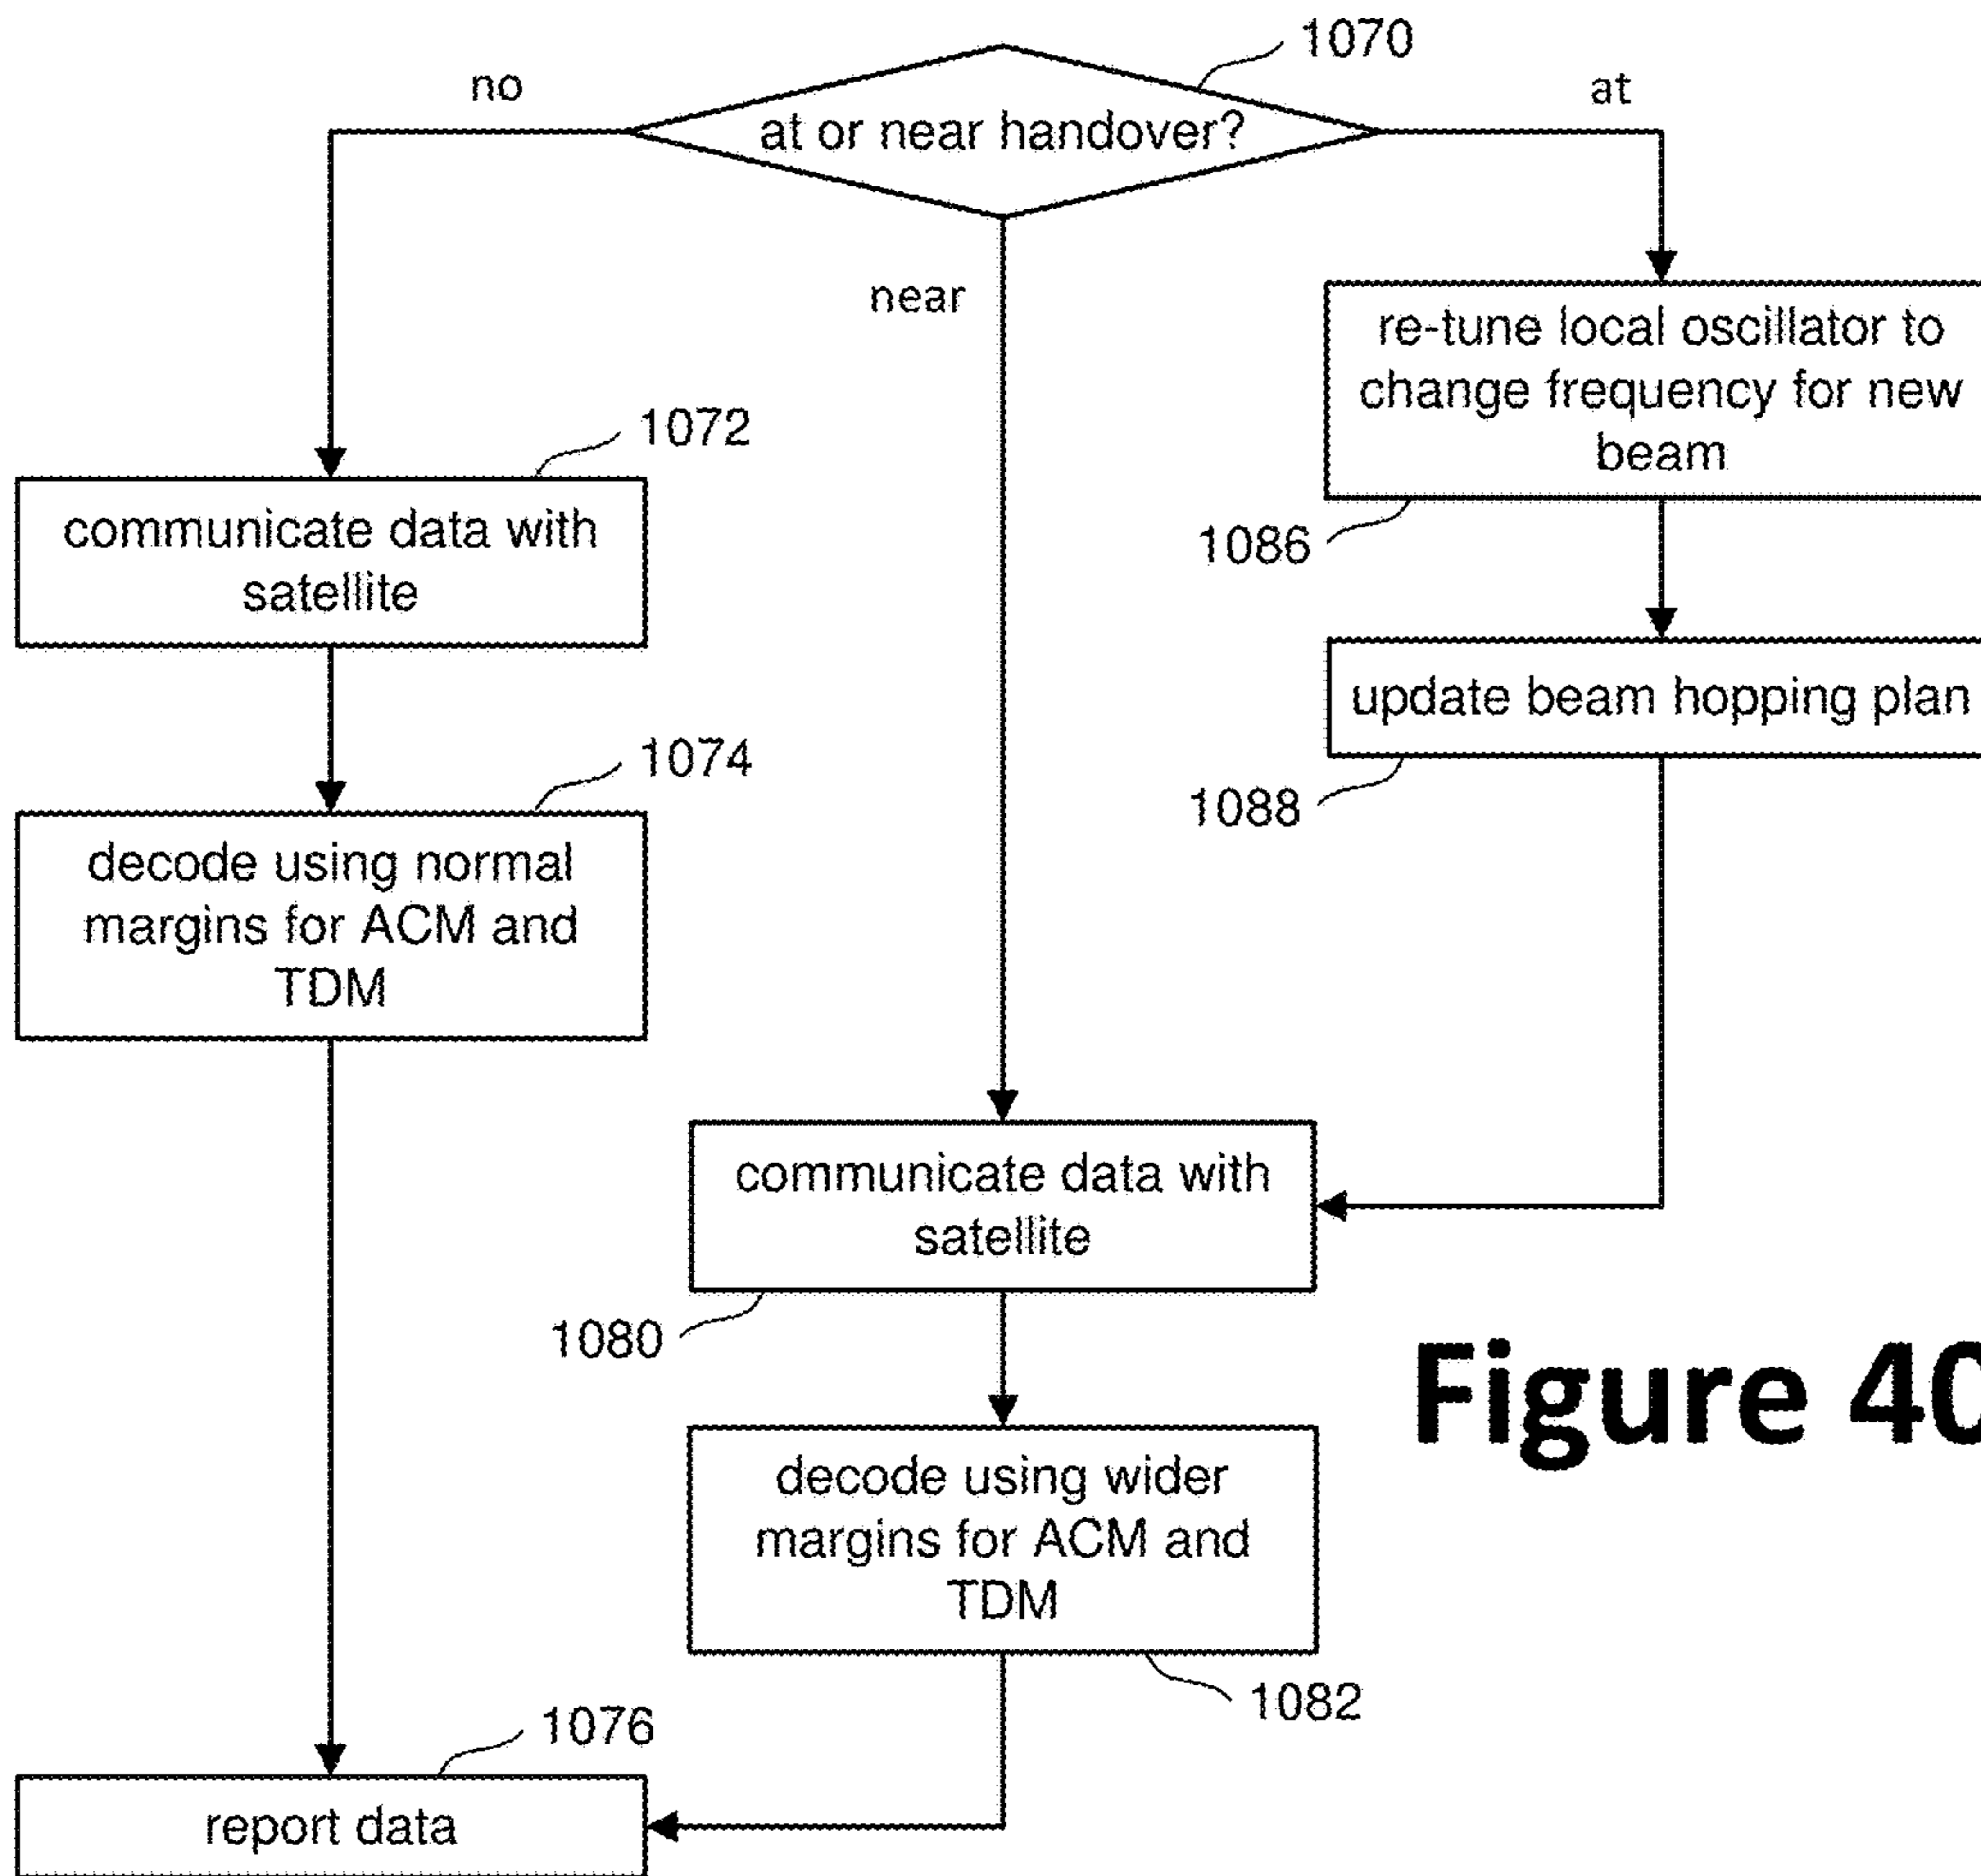 1070
no
at
at or near handover?
near
re-tune local oscillator to
change frequency for new
beam
1086
1072
communicate data with
satellite
update beam hopping plan
1088
1074
decode using normal
margins for ACM and
TDM
communicate data with
satellite
1080
Figure 40
decode using wider
margins for ACM and
TDM
1082
1076
report data